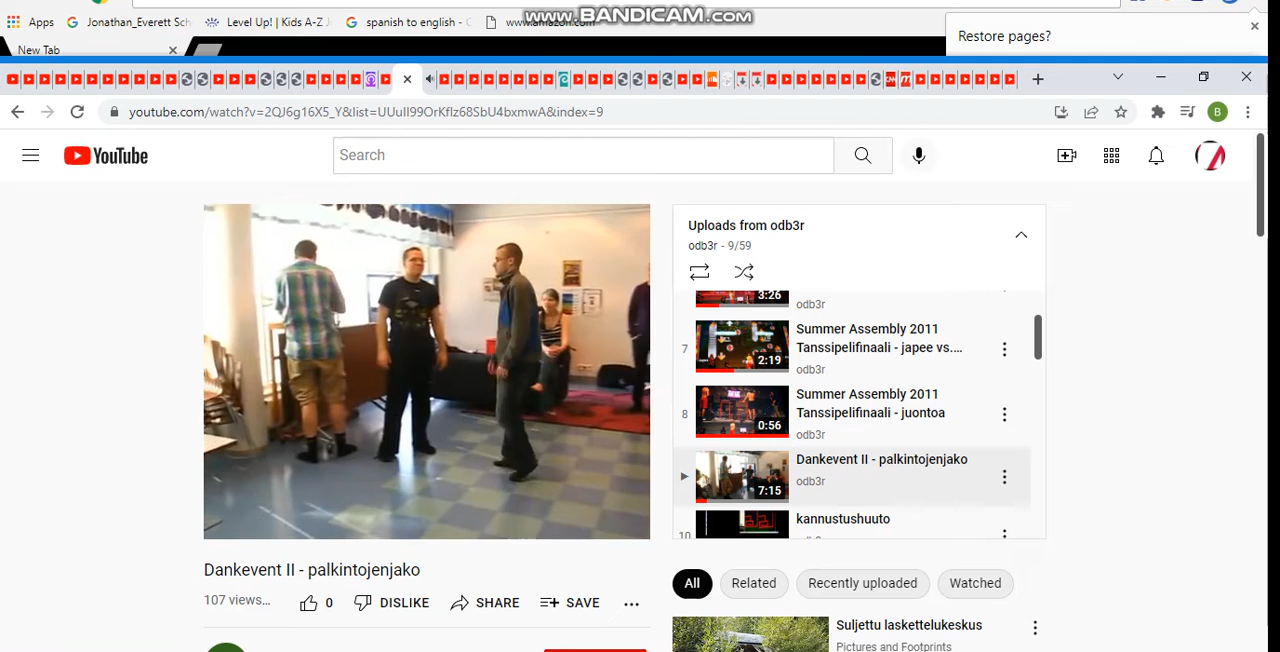 www.BANDICAM.com
Apps
Jonathan_Everett Sch
Level Up! | Kids A-Z
spanish to english - G
www.amazon.com
Restore pages?
New Tab
youtube.com/watch?v=2QJ6g16X5_Y&list=UUuII99OrKfIz68SbU4bxmwA&index=9
B
YouTube
Search
Uploads from odb3r
odb3r - 9/59
3:26
odb3r
7
Summer Assembly 2011
Tanssipelifinaali - japee vs....
2:19
odb3r
8
Summer Assembly 2011
Tanssipelifinaali - juontoa
0:56
odb3r
Dankevent II - palkintojenjako
7:15
odb3r
10
kannustushuuto
Dankevent II - palkintojenjako
107 views...
0
DISLIKE
SHARE
SAVE
All
Related
Recently uploaded
Watched
Suljettu laskettelukeskus
Pictures and Footprints